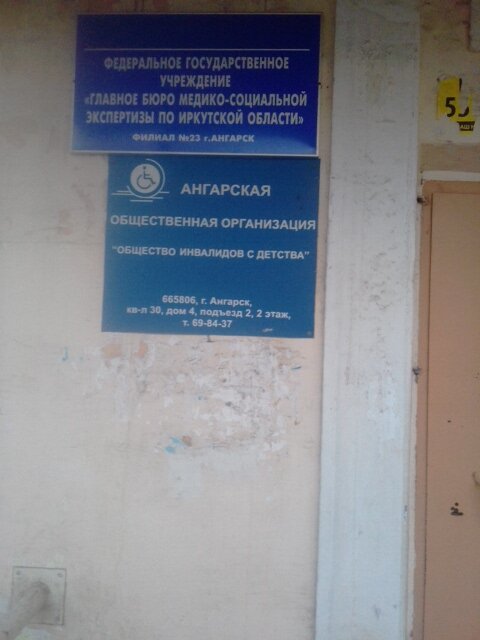 ФЕДЕРАЛЬНОЕ ГОСУДАРСТВЕННОЕ
УЧРЕЖДЕНИЕ
«ГЛАВНОЕ БЮРО МЕДИКО-СОЦИАЛЬНОЙ
ЭКСПЕРТИЗЫ ПО ИРКУТСКОЙ ОБЛАСТИ»
ФИЛИАЛ №23 г.АНГАРСК
АНГАРСКАЯ
ОБЩЕСТВЕННАЯ ОРГАНИЗАЦИЯ
"ОБЩЕСТВО ИНВАЛИДОВ С ДЕТСТВА"
665806, г. Ангарск,
кв-л 30, дом 4, подъезд 2, 2 этаж,
т. 69-84-37